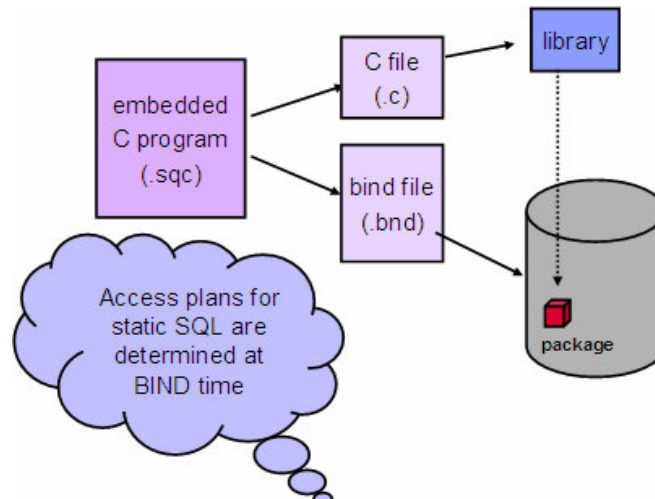 embedded
C program
(.sqc)
C file
(.c)
library
bind file
(.bnd)
package
Access plans for
static SQL are
determined at
BIND time